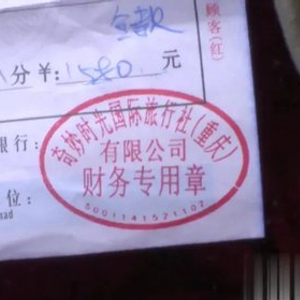 全款
顾客(红)
分¥: 1580. 元
银行:
奇妙时光国际旅行社(重庆)
有限公司
财务专用章
5001141521102
位: